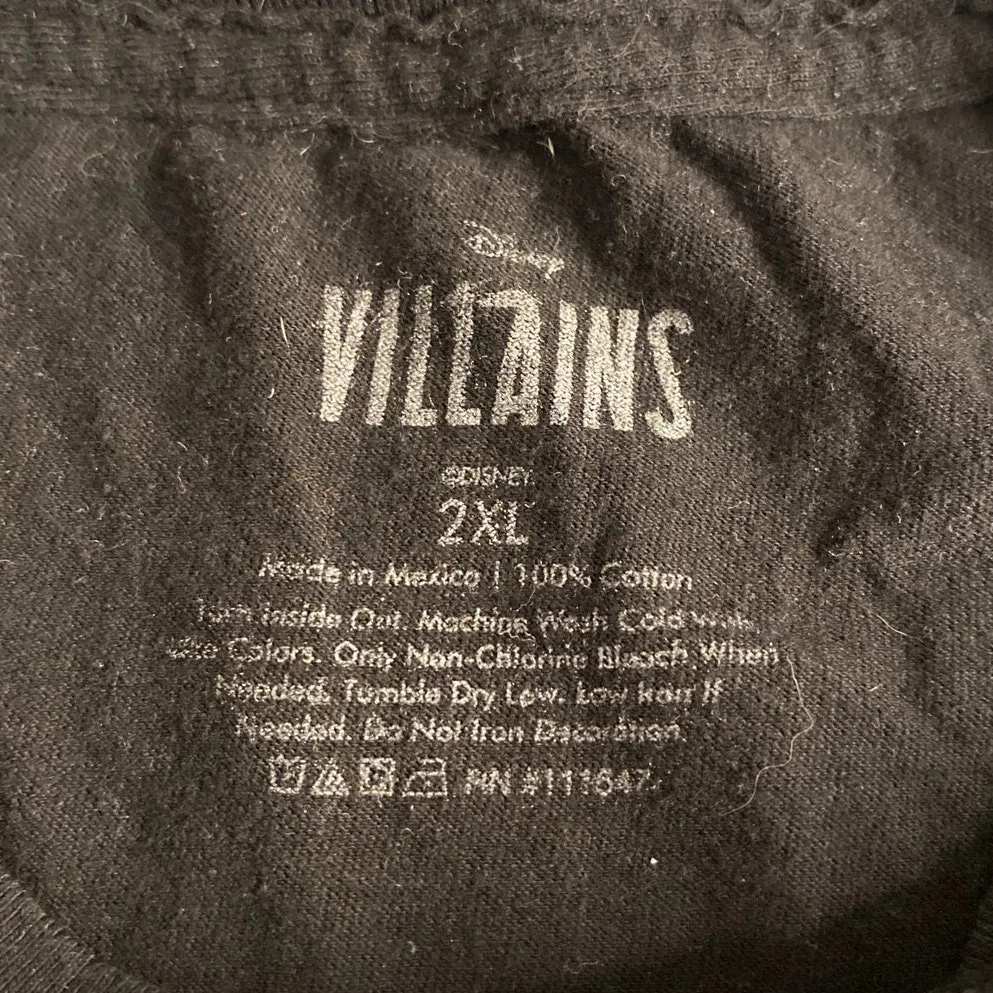 Disney
VILLAINS
©DISNEY
2XL
Made in Mexico | 100% Cotton
Turn Inside Out. Machine Wash Cold With
Like Colors. Only Non-Chlorine Bleach When
Needed. Tumble Dry Low. Low Iron If
Needed. Do Not Iron Decoration.
P/N #111647